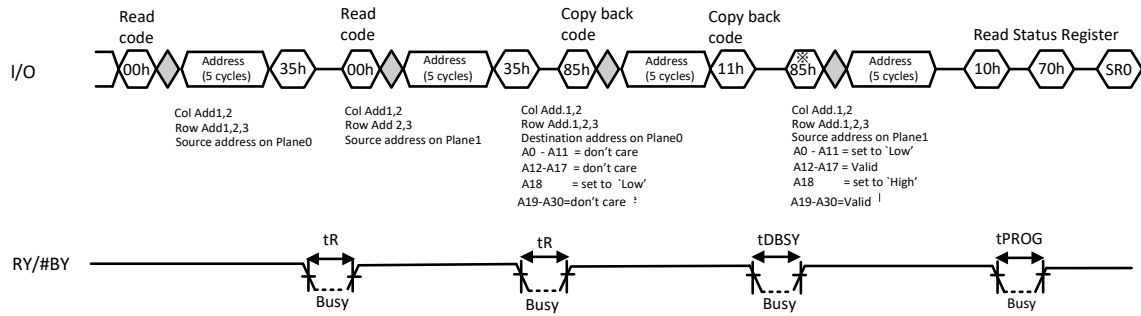 Read code
Read code
Copy back code
Copy back code
Read Status Register
I/O
00h
Address (5 cycles)
35h
00h
Address (5 cycles)
35h
85h
Address (5 cycles)
11h
※
85h
Address (5 cycles)
10h
70h
SR0
Col Add1,2
Row Add1,2,3
Source address on Plane0
Col Add1,2
Row Add 2,3
Source address on Plane1
Col Add.1,2
Row Add.1,2,3
Destination address on Plane0
A0 - A11 = don’t care
A12-A17 = don’t care
A18 = set to `Low’
A19-A30=don’t care
Col Add.1,2
Row Add.1,2,3
Source address on Plane1
A0 - A11 = set to `Low’
A12-A17 = Valid
A18 = set to `High’
A19-A30=Valid
RY/#BY
tR
Busy
tR
Busy
tDBSY
Busy
tPROG
Busy